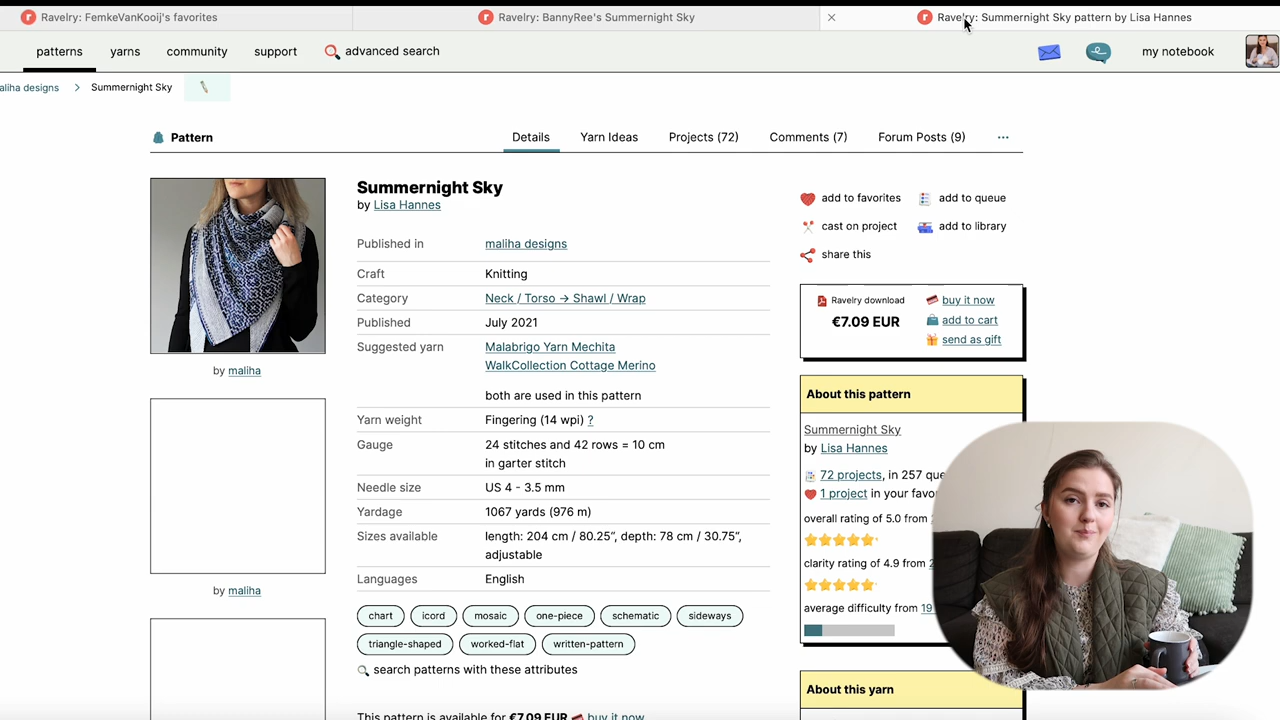 Ravelry: FemkeVanKooij's favorites
Ravelry: BannyRee's Summernight Sky
Ravelry: Summernight Sky pattern by Lisa Hannes
patterns
yarns
community
support
advanced search
my notebook
aliha designs
Summernight Sky
Pattern
Details
Yarn Ideas
Projects (72)
Comments (7)
Forum Posts (9)
Summernight Sky
by Lisa Hannes
Published in maliha designs
Craft Knitting
Category Neck / Torso → Shawl / Wrap
Published July 2021
Suggested yarn Malabrigo Yarn Mechita
WalkCollection Cottage Merino
both are used in this pattern
Yarn weight Fingering (14 wpi) ?
Gauge 24 stitches and 42 rows = 10 cm
in garter stitch
Needle size US 4 - 3.5 mm
Yardage 1067 yards (976 m)
Sizes available length: 204 cm / 80.25“, depth: 78 cm / 30.75“,
adjustable
Languages English
chart
icord
mosaic
one-piece
schematic
sideways
triangle-shaped
worked-flat
written-pattern
search patterns with these attributes
This pattern is available for €7.09 EUR buy it now
by maliha
by maliha
add to favorites
add to queue
cast on project
add to library
share this
Ravelry download
€7.09 EUR
buy it now
add to cart
send as gift
About this pattern
Summernight Sky
by Lisa Hannes
72 projects, in 257 que
1 project in your favo
overall rating of 5.0 from
clarity rating of 4.9 from
average difficulty from 19
About this yarn